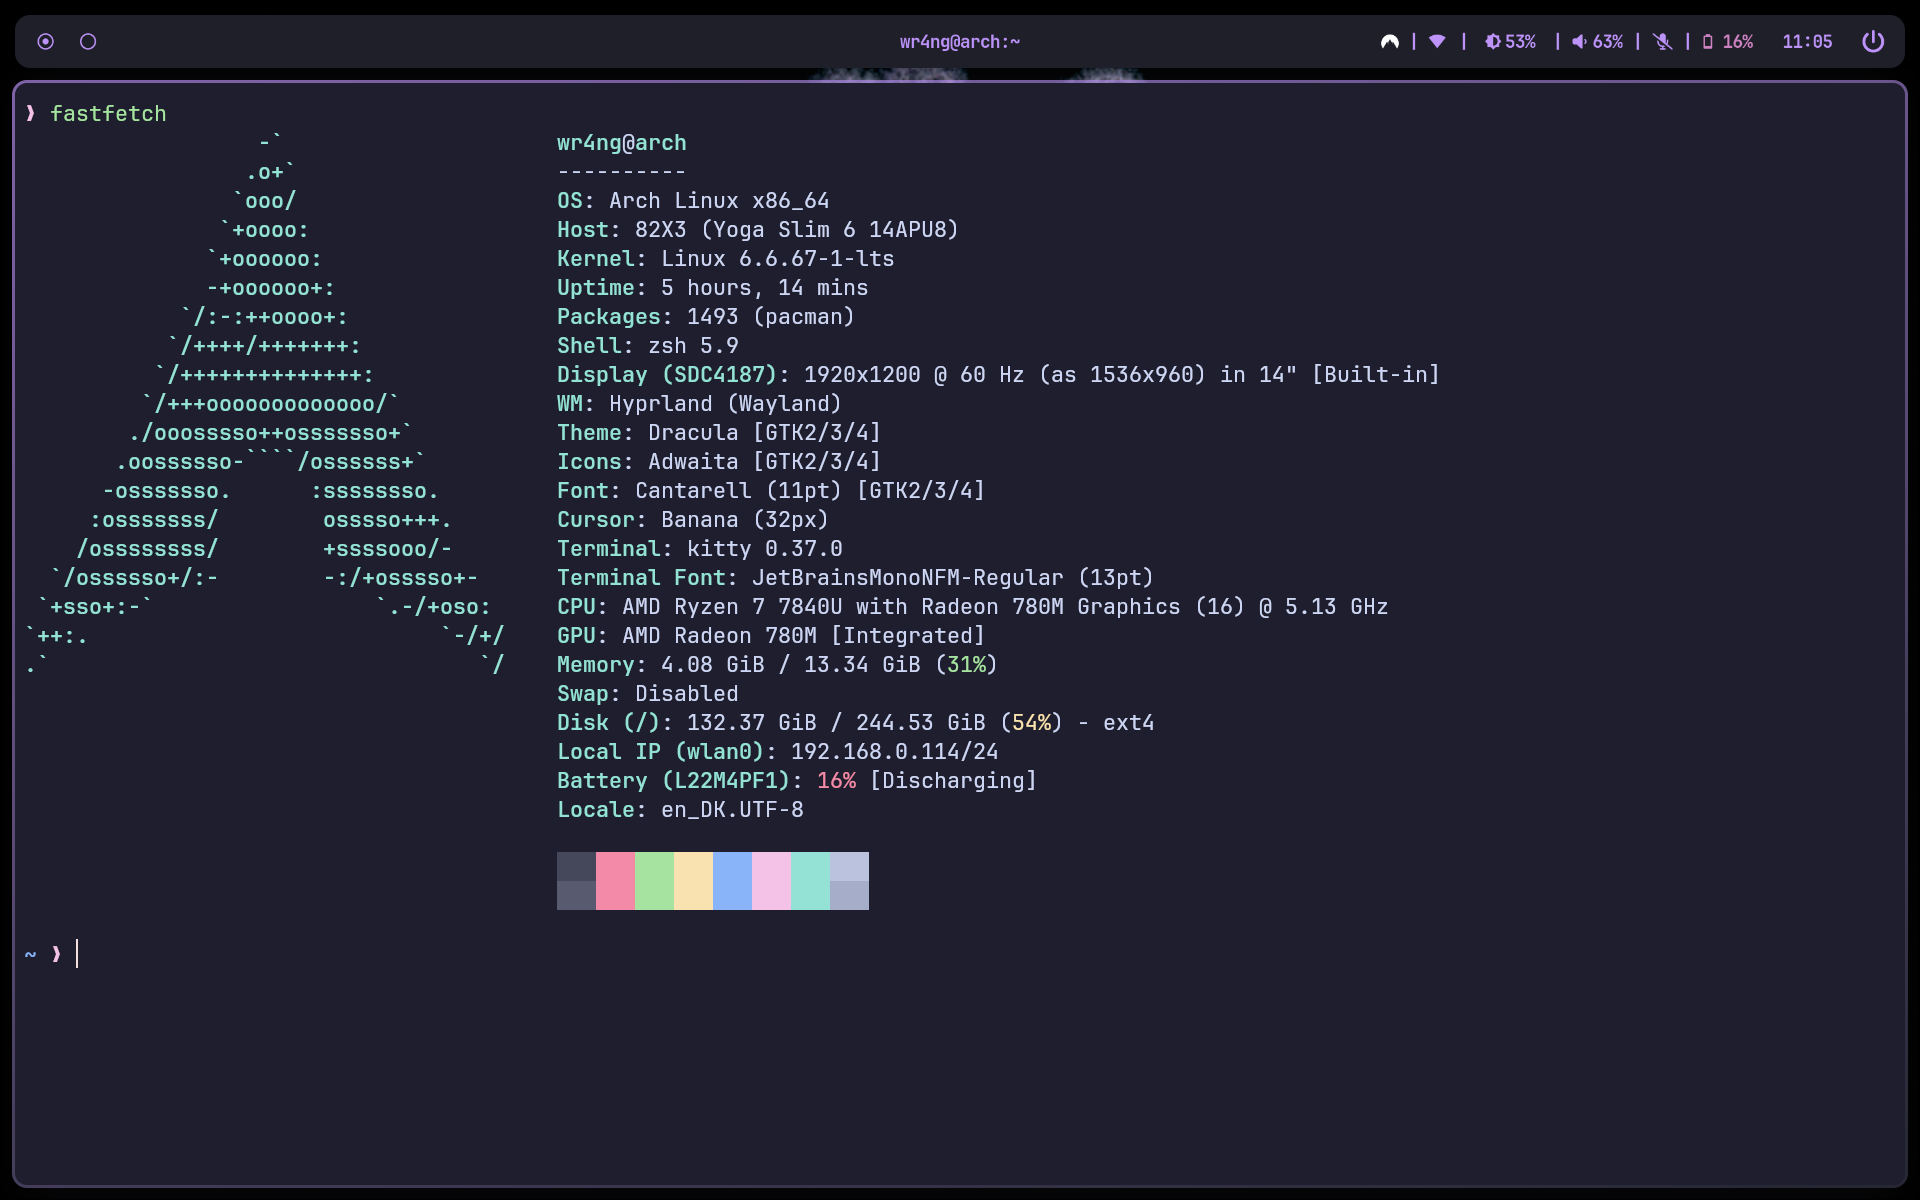 wr4ng@arch:~
53%
63%
16%
11:05
❱ fastfetch
                  -`
                 .o+`
                `ooo/
               `+oooo:
              `+oooooo:
              -+oooooo+:
            `/:-:++oooo+:
           `/++++/+++++++:
          `/++++++++++++++:
         `/+++ooooooooooooo/`
        ./ooosssso++osssssso+`
       .oossssso-````/ossssss+`
      -osssssso.      :ssssssso.
     :osssssss/        osssso+++.
    /ossssssss/        +ssssooo/-
  `/ossssso+/:-        -:/+osssso+-
 `+sso+:-`                 `.-/+oso:
`++:.                           `-/+/
.`                                 `/
wr4ng@arch
----------
OS: Arch Linux x86_64
Host: 82X3 (Yoga Slim 6 14APU8)
Kernel: Linux 6.6.67-1-lts
Uptime: 5 hours, 14 mins
Packages: 1493 (pacman)
Shell: zsh 5.9
Display (SDC4187): 1920x1200 @ 60 Hz (as 1536x960) in 14" [Built-in]
WM: Hyprland (Wayland)
Theme: Dracula [GTK2/3/4]
Icons: Adwaita [GTK2/3/4]
Font: Cantarell (11pt) [GTK2/3/4]
Cursor: Banana (32px)
Terminal: kitty 0.37.0
Terminal Font: JetBrainsMonoNFM-Regular (13pt)
CPU: AMD Ryzen 7 7840U with Radeon 780M Graphics (16) @ 5.13 GHz
GPU: AMD Radeon 780M [Integrated]
Memory: 4.08 GiB / 13.34 GiB (31%)
Swap: Disabled
Disk (/): 132.37 GiB / 244.53 GiB (54%) - ext4
Local IP (wlan0): 192.168.0.114/24
Battery (L22M4PF1): 16% [Discharging]
Locale: en_DK.UTF-8
~ ❱